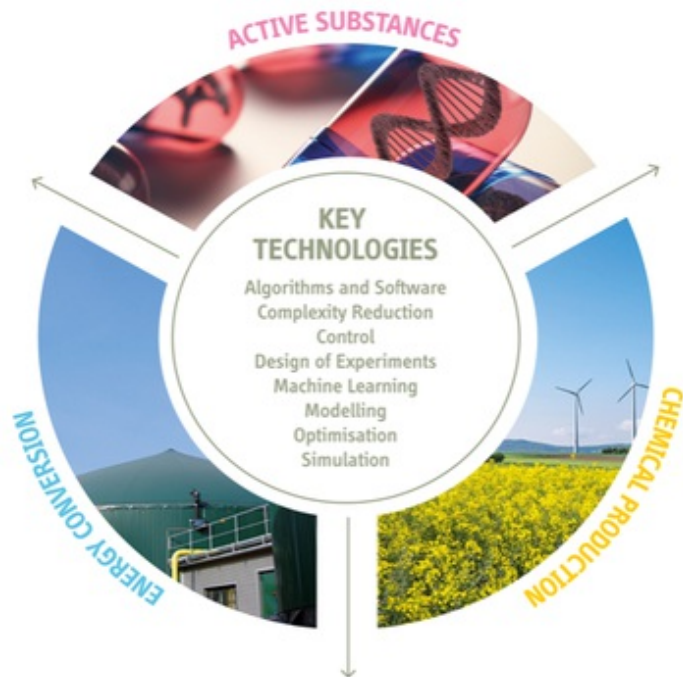 ACTIVE SUBSTANCES
KEY
TECHNOLOGIES
Algorithms and Software
Complexity Reduction
Control
Design of Experiments
Machine Learning
Modelling
Optimisation
Simulation
ENERGY CONVERSION
CHEMICAL PRODUCTION